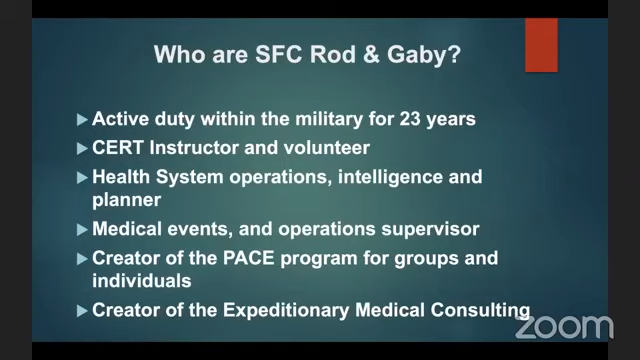 Who are SFC Rod & Gaby?
Active duty within the military for 23 years
CERT Instructor and volunteer
Health System operations, intelligence and
planner
Medical events, and operations supervisor
Creator of the PACE program for groups and
individuals
Creator of the Expeditionary Medical Consulting
zoom